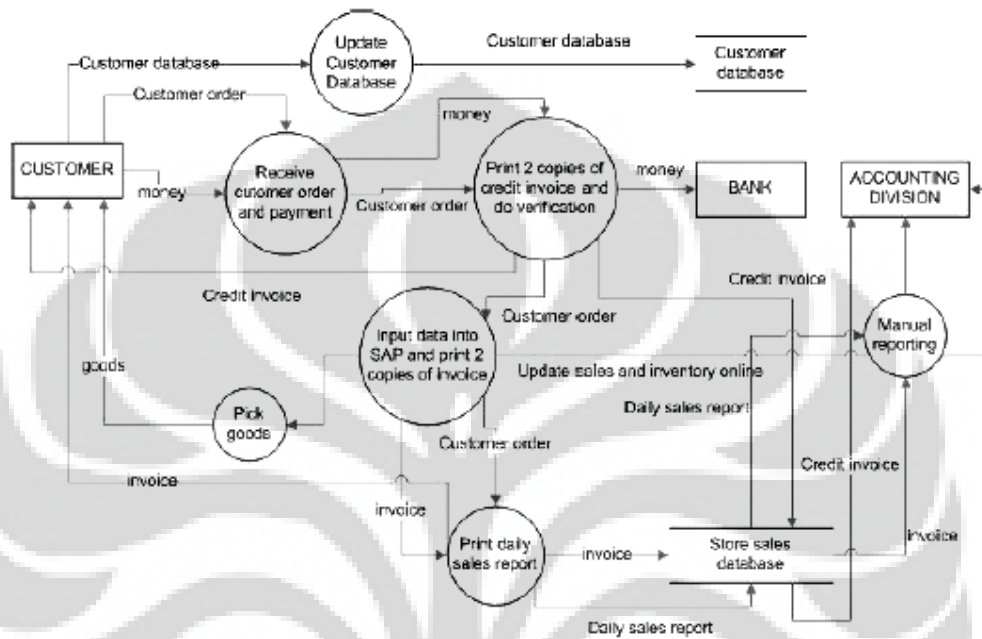 Update
Customer
Database
Customer database
Customer database
Customer
database
Customer order
money
CUSTOMER
Receive
cutomer order
and payment
money
Customer order
Print 2 copies of
credit invoice and
do verification
money
BANK
ACCOUNTING
DIVISION
Credit invoice
Credit invoice
Customer order
Input data into
SAP and print 2
copies of invoice
Manual
reporting
goods
Update sales and inventory online
Pick
goods
Daily sales report
Customer order
Credit invoice
invoice
invoice
Print daily
sales report
invoice
Store sales
database
invoice
Daily sales report